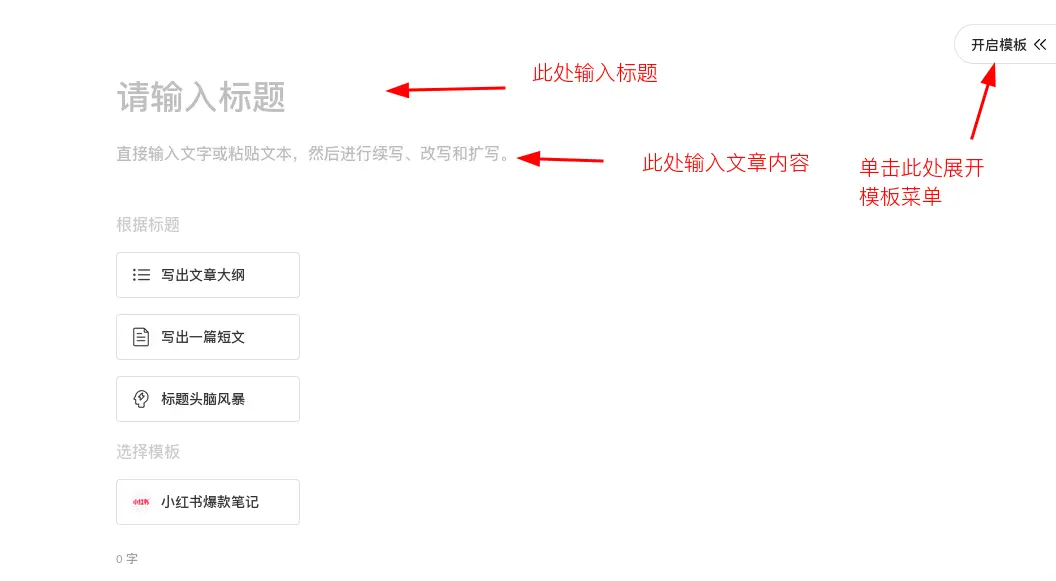 开启模板
此处输入标题
请输入标题
直接输入文字或粘贴文本，然后进行续写、改写和扩写。
此处输入文章内容
单击此处展开
模板菜单
根据标题
写出文章大纲
写出一篇短文
标题头脑风暴
选择模板
小红书 小红书爆款笔记
0 字